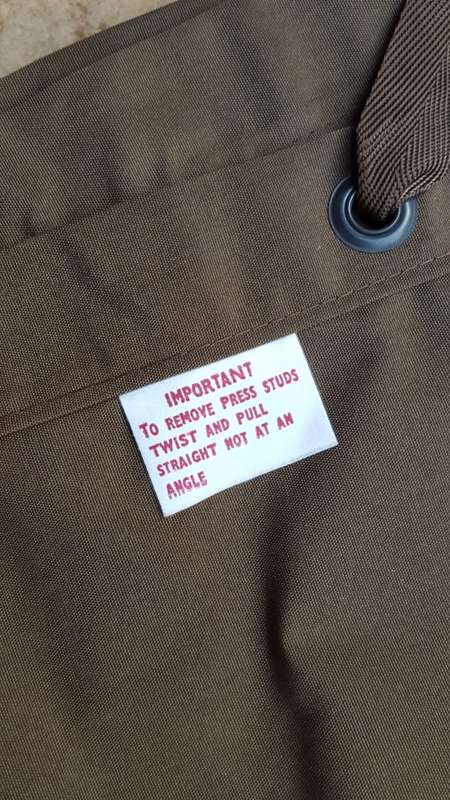 IMPORTANT
TO REMOVE PRESS STUDS
TWIST AND PULL
STRAIGHT NOT AT AN
ANGLE